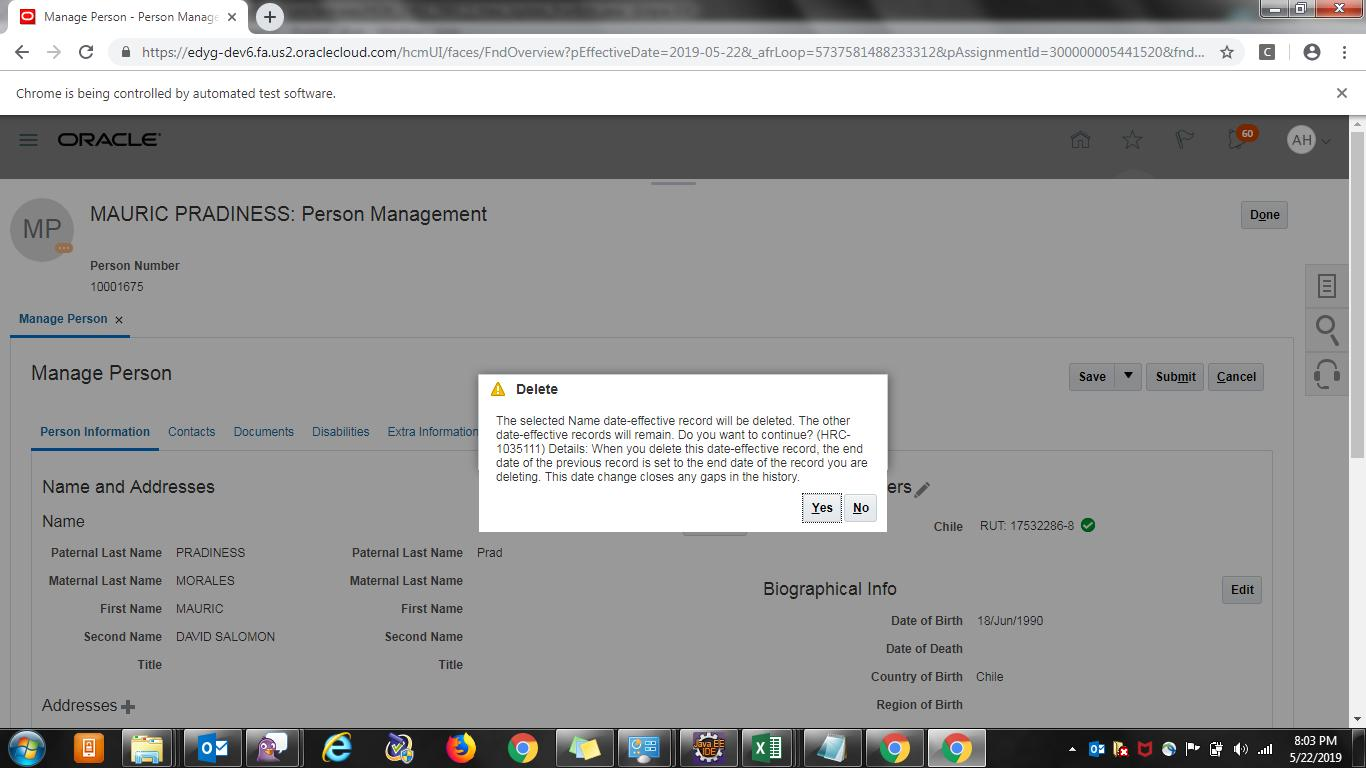 Manage Person - Person Manage
https://edyg-dev6.fa.us2.oraclecloud.com/hcmUI/faces/FndOverview?pEffectiveDate=2019-05-22&_afrLoop=5737581488233312&pAssignmentId=300000005441520&fnd...
C
Chrome is being controlled by automated test software.
ORACLE
60
AH
MP
MAURIC PRADINESS: Person Management
Done
Person Number
10001675
Manage Person
Manage Person
Save
Submit
Cancel
Person Information
Contacts
Documents
Disabilities
Extra Information
Delete
The selected Name date-effective record will be deleted. The other
date-effective records will remain. Do you want to continue? (HRC-
1035111) Details: When you delete this date-effective record, the end
date of the previous record is set to the end date of the record you are
deleting. This date change closes any gaps in the history.
Yes
No
Name and Addresses
ers
Name
Chile RUT: 17532286-8
Paternal Last Name PRADINESS Paternal Last Name Prad
Maternal Last Name MORALES Maternal Last Name
First Name MAURIC First Name
Second Name DAVID SALOMON Second Name
Title Title
Biographical Info
Edit
Date of Birth 18/Jun/1990
Date of Death
Country of Birth Chile
Region of Birth
Addresses
Java EE
IDE
8:03 PM
5/22/2019